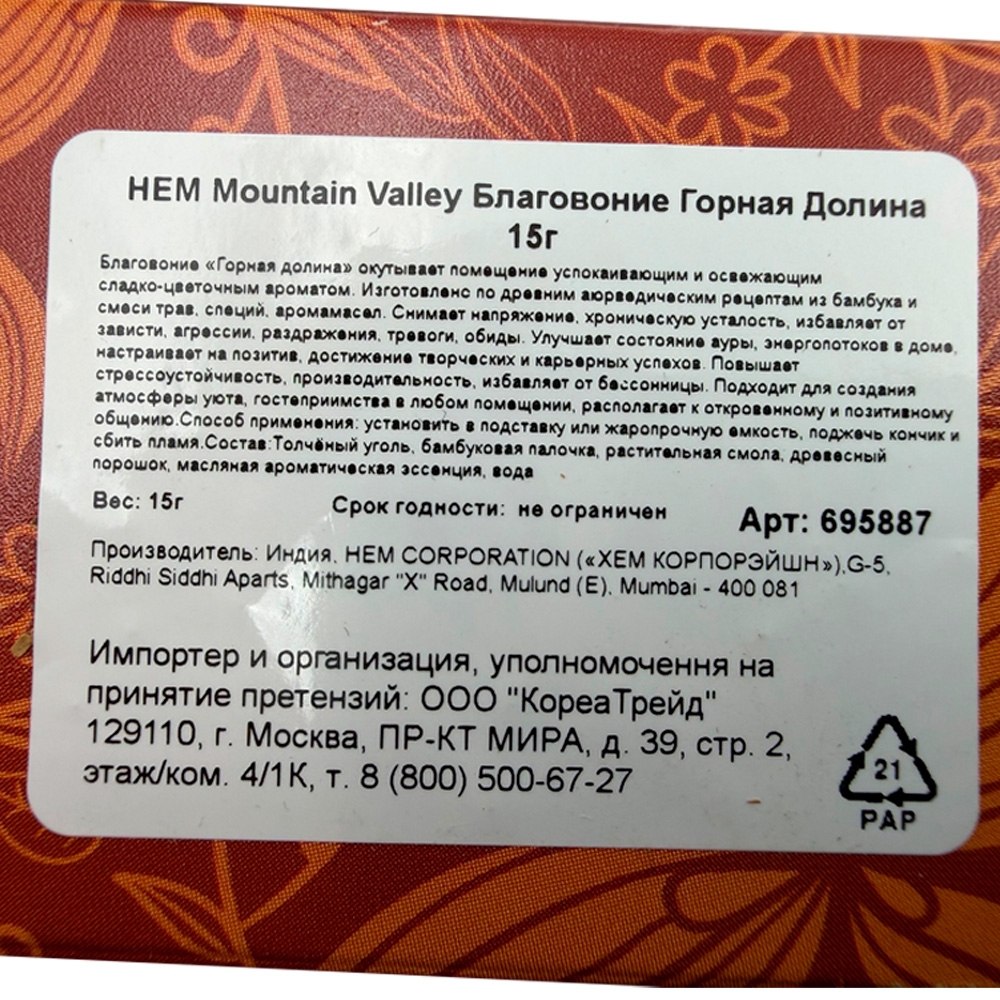 HEM Mountain Valley Благовоние Горная Долина
15г
Благовоние «Горная долина» окутывает помещение успокаивающим и освежающим
сладко-цветочным ароматом. Изготовлено по древним аюрведическим рецептам из бамбука и
смеси трав, специй, аромамасел. Снимает напряжение, хроническую усталость, избавляет от
зависти, агрессии, раздражения, тревоги, обиды. Улучшает состояние ауры, энергопотоков в доме,
настраивает на позитив, достижение творческих и карьерных успехов. Повышает
стрессоустойчивость, производительность, избавляет от бессонницы. Подходит для создания
атмосферы уюта, гостеприимства в любом помещении, располагает к откровенному и позитивному
общению.Способ применения: установить в подставку или жаропрочную емкость, поджечь кончик и
сбить пламя.Состав:Толчёный уголь, бамбуковая палочка, растительная смола, древесный
порошок, масляная ароматическая эссенция, вода
Вес: 15г Срок годности: не ограничен Арт: 695887
Производитель: Индия, HEM CORPORATION («ХЕМ КОРПОРЭЙШН»),G-5,
Riddhi Siddhi Aparts, Mithagar "X" Road, Mulund (E), Mumbai - 400 081
Импортер и организация, уполномочення на
принятие претензий: ООО "КореаТрейд"
129110, г. Москва, ПР-КТ МИРА, д. 39, стр. 2,
этаж/ком. 4/1К, т. 8 (800) 500-67-27
21
PAP